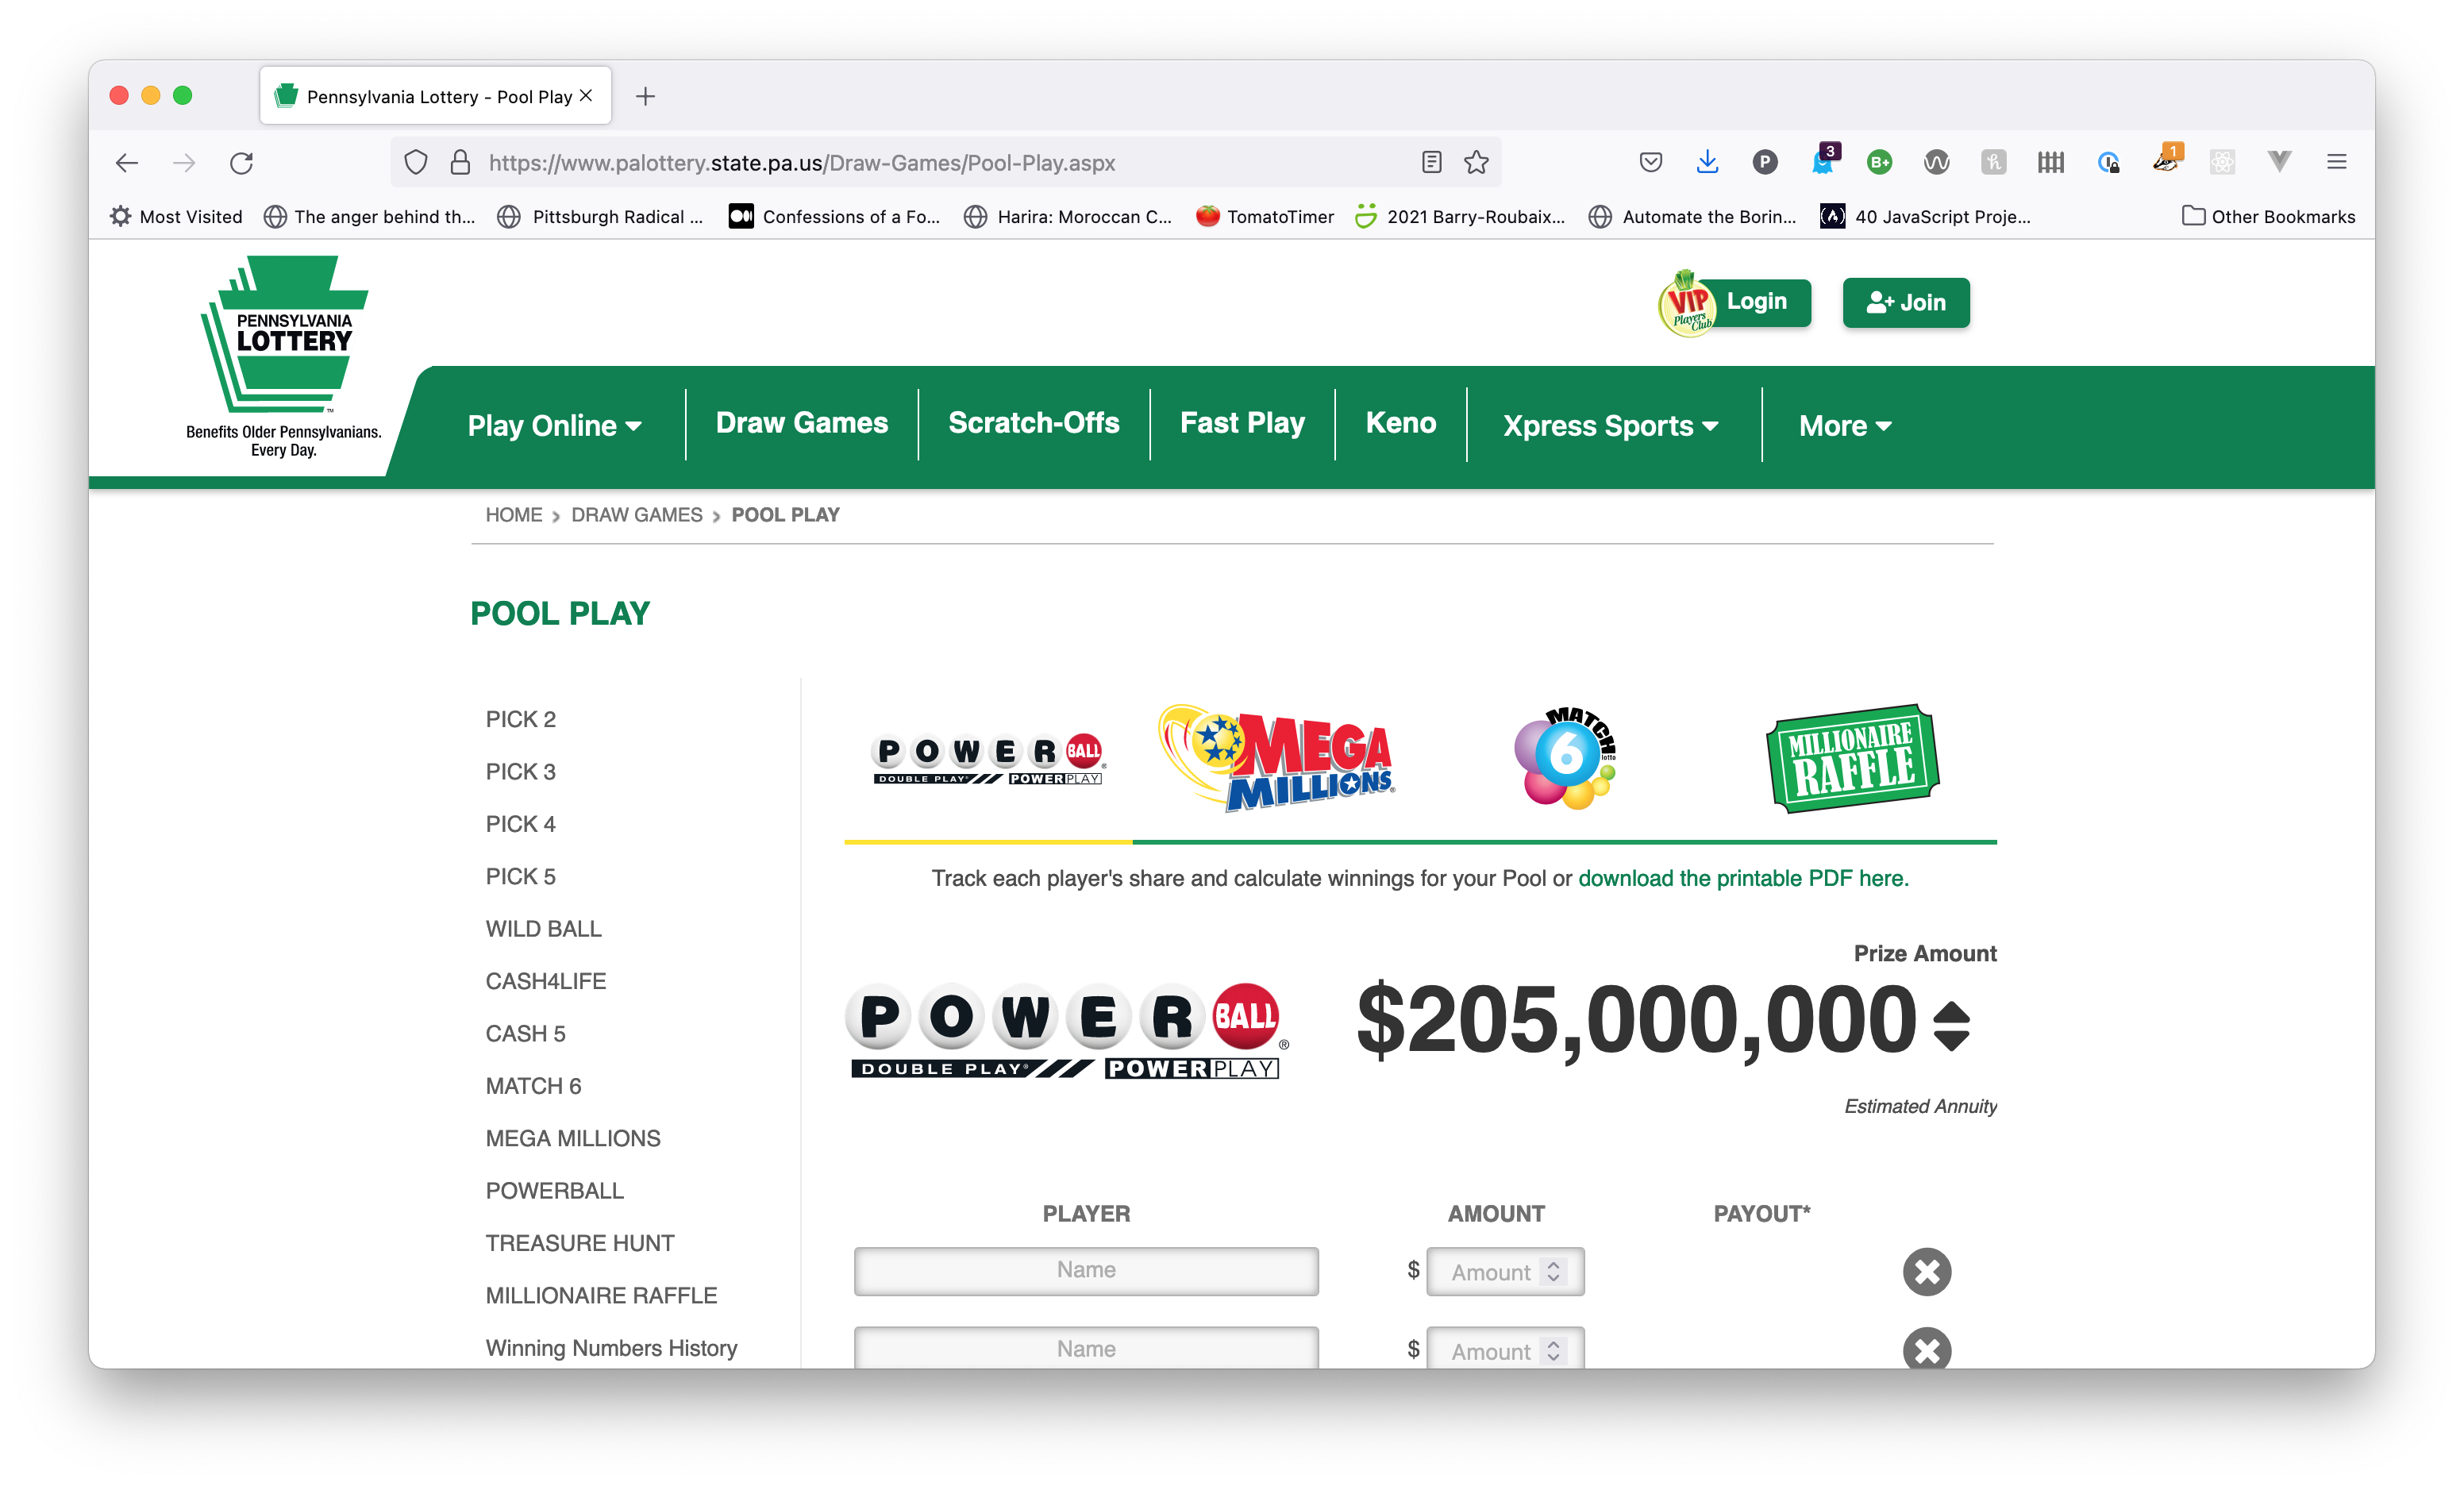 Pennsylvania Lottery - Pool Play
https://www.palottery.state.pa.us/Draw-Games/Pool-Play.aspx
P
3
B+
1
Most Visited
The anger behind th...
Pittsburgh Radical ...
Confessions of a Fo...
Harira: Moroccan C...
TomatoTimer
2021 Barry-Roubaix...
Automate the Borin...
40 JavaScript Proje...
Other Bookmarks
PENNSYLVANIA
LOTTERY
™
Benefits Older Pennsylvanians.
Every Day.
VIP
Players
Club
Login
Join
Play Online
Draw Games
Scratch-Offs
Fast Play
Keno
Xpress Sports
More
HOME > DRAW GAMES > POOL PLAY
POOL PLAY
PICK 2
PICK 3
PICK 4
PICK 5
WILD BALL
CASH4LIFE
CASH 5
MATCH 6
MEGA MILLIONS
POWERBALL
TREASURE HUNT
MILLIONAIRE RAFFLE
Winning Numbers History
POWER BALL®
DOUBLE PLAY® POWERPLAY
MEGA
MILLIONS®
MATCH
6
lotto
MILLIONAIRE
RAFFLE
Track each player's share and calculate winnings for your Pool or download the printable PDF here.
POWER BALL®
DOUBLE PLAY® POWERPLAY
Prize Amount
$205,000,000
Estimated Annuity
PLAYER AMOUNT PAYOUT*
Name $ Amount
Name $ Amount